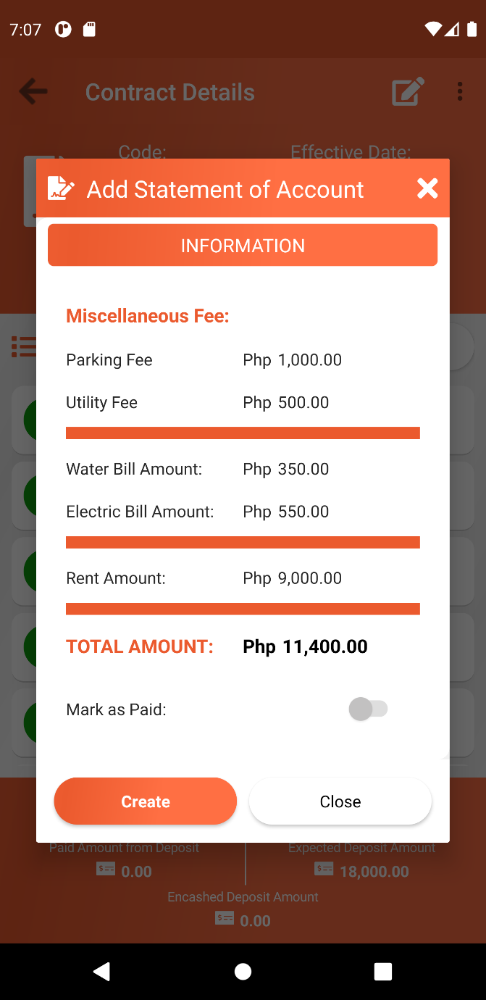 7:07
Contract Details
Code: Effective Date:
Add Statement of Account
INFORMATION
Miscellaneous Fee:
Parking Fee Php 1,000.00
Utility Fee Php 500.00
Water Bill Amount: Php 350.00
Electric Bill Amount: Php 550.00
Rent Amount: Php 9,000.00
TOTAL AMOUNT: Php 11,400.00
Mark as Paid:
Create Close
Paid Amount from Deposit Expected Deposit Amount
0.00 18,000.00
Encashed Deposit Amount
0.00